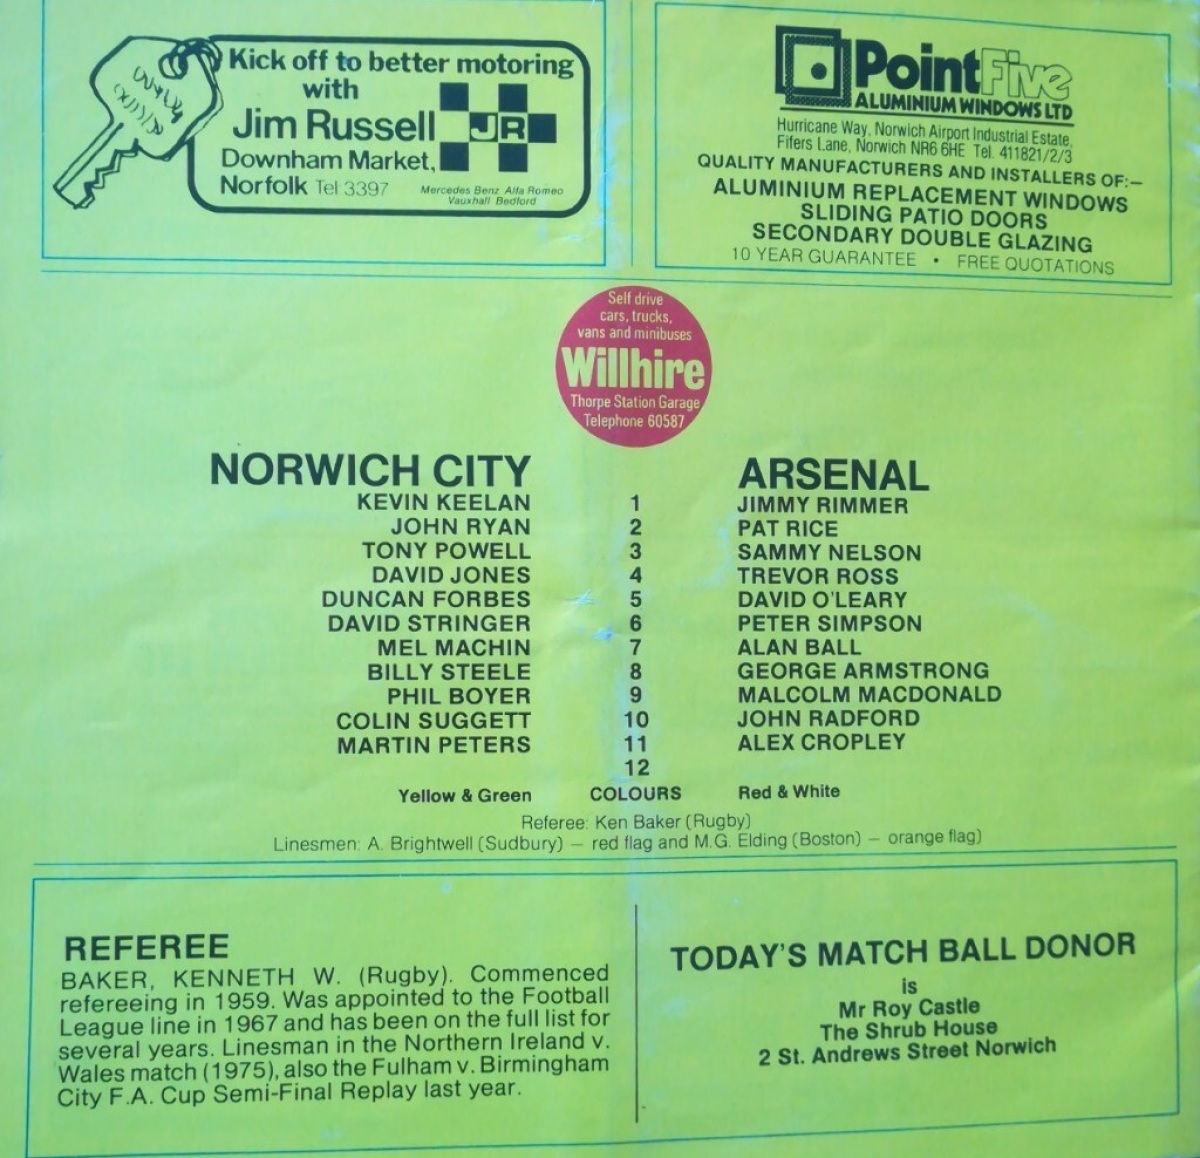 Kick off to better motoring
with
Jim Russell
JR
Downham Market,
Norfolk Tel 3397
Mercedes Benz Alfa Romeo
Vauxhall Bedford
PointFive
ALUMINIUM WINDOWS LTD
Hurricane Way, Norwich Airport Industrial Estate,
Fifers Lane, Norwich NR6 6HE Tel. 411821/2/3
QUALITY MANUFACTURERS AND INSTALLERS OF:—
ALUMINIUM REPLACEMENT WINDOWS
SLIDING PATIO DOORS
SECONDARY DOUBLE GLAZING
10 YEAR GUARANTEE • FREE QUOTATIONS
Self drive
cars, trucks,
vans and minibuses
Willhire
Thorpe Station Garage
Telephone 60587
NORWICH CITY ARSENAL
KEVIN KEELAN 1 JIMMY RIMMER
JOHN RYAN 2 PAT RICE
TONY POWELL 3 SAMMY NELSON
DAVID JONES 4 TREVOR ROSS
DUNCAN FORBES 5 DAVID O'LEARY
DAVID STRINGER 6 PETER SIMPSON
MEL MACHIN 7 ALAN BALL
BILLY STEELE 8 GEORGE ARMSTRONG
PHIL BOYER 9 MALCOLM MACDONALD
COLIN SUGGETT 10 JOHN RADFORD
MARTIN PETERS 11 ALEX CROPLEY
12
Yellow & Green COLOURS Red & White
Referee: Ken Baker (Rugby)
Linesmen: A. Brightwell (Sudbury) — red flag and M.G. Elding (Boston) — orange flag)
REFEREE
BAKER, KENNETH W. (Rugby). Commenced
refereeing in 1959. Was appointed to the Football
League line in 1967 and has been on the full list for
several years. Linesman in the Northern Ireland v.
Wales match (1975), also the Fulham v. Birmingham
City F.A. Cup Semi-Final Replay last year.
TODAY'S MATCH BALL DONOR
is
Mr Roy Castle
The Shrub House
2 St. Andrews Street Norwich